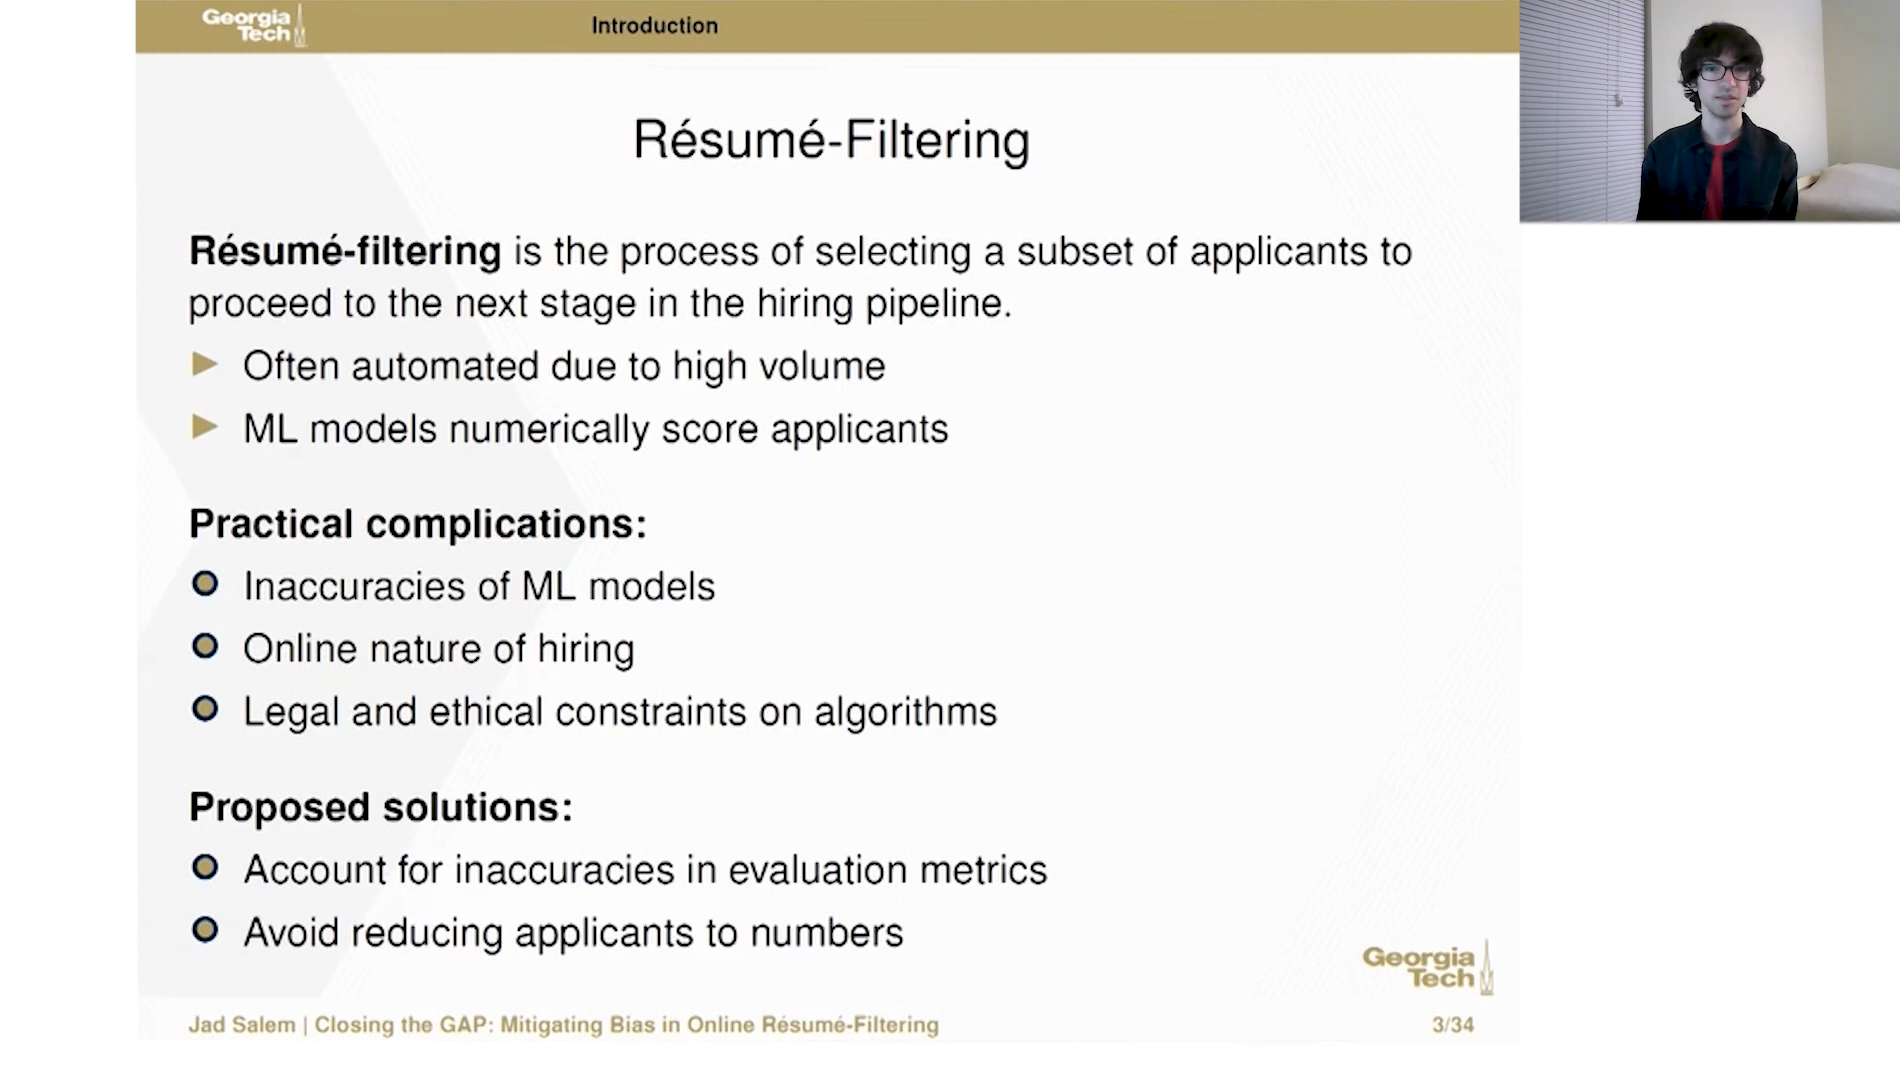 Georgia
Tech
Introduction
Résumé-Filtering
Résumé-filtering is the process of selecting a subset of applicants to
proceed to the next stage in the hiring pipeline.
Often automated due to high volume
ML models numerically score applicants
Practical complications:
Inaccuracies of ML models
Online nature of hiring
Legal and ethical constraints on algorithms
Proposed solutions:
Account for inaccuracies in evaluation metrics
Avoid reducing applicants to numbers
Georgia
Tech
Jad Salem | Closing the GAP: Mitigating Bias in Online Résumé-Filtering
3/34